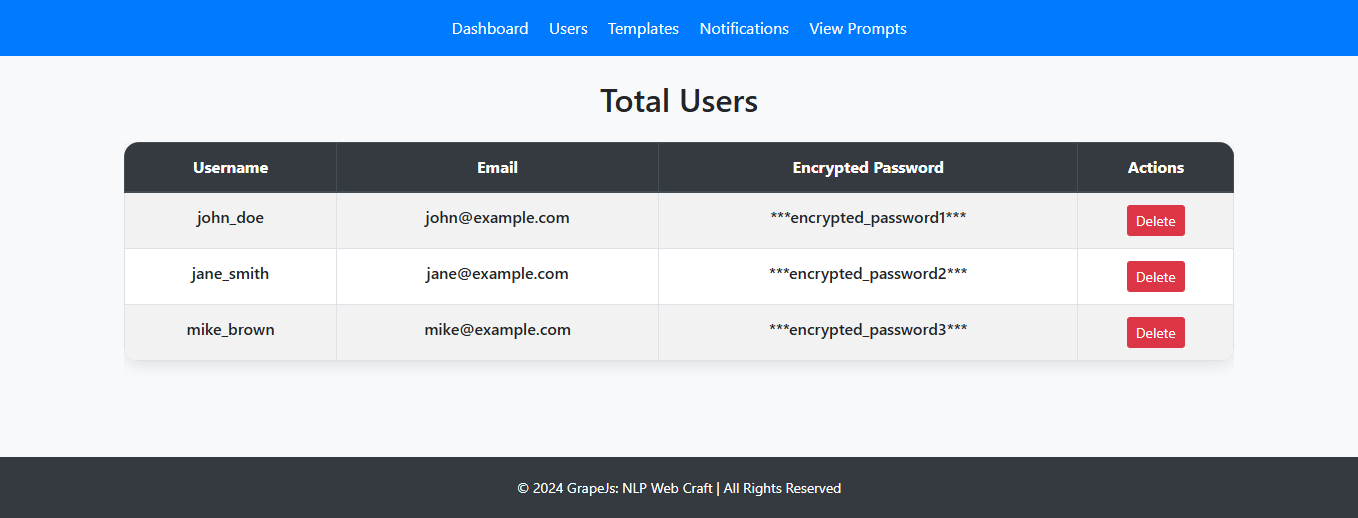 Dashboard Users Templates Notifications View Prompts
Total Users
Username Email Encrypted Password Actions
john_doe john@example.com ***encrypted_password1*** Delete
jane_smith jane@example.com ***encrypted_password2*** Delete
mike_brown mike@example.com ***encrypted_password3*** Delete
© 2024 GrapeJs: NLP Web Craft | All Rights Reserved